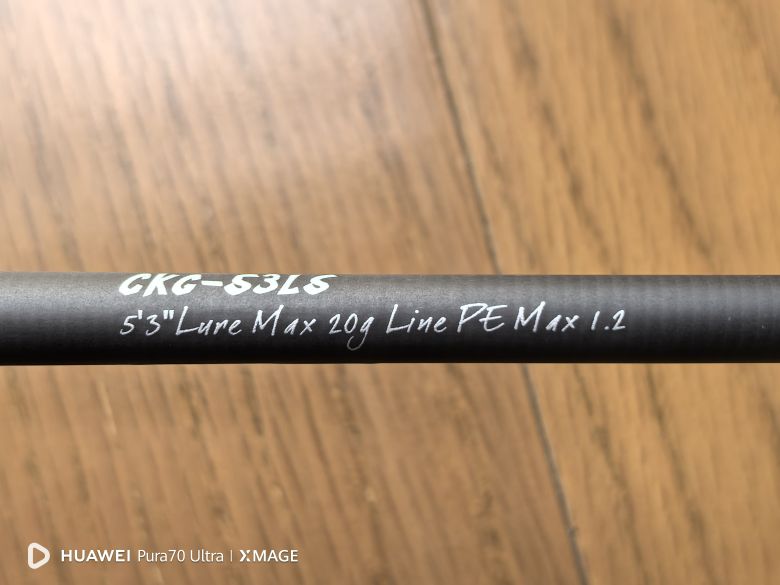 CKG-53LS
5'3" Lure Max 20g Line PE Max 1.2
HUAWEI Pura70 Ultra | XMAGE